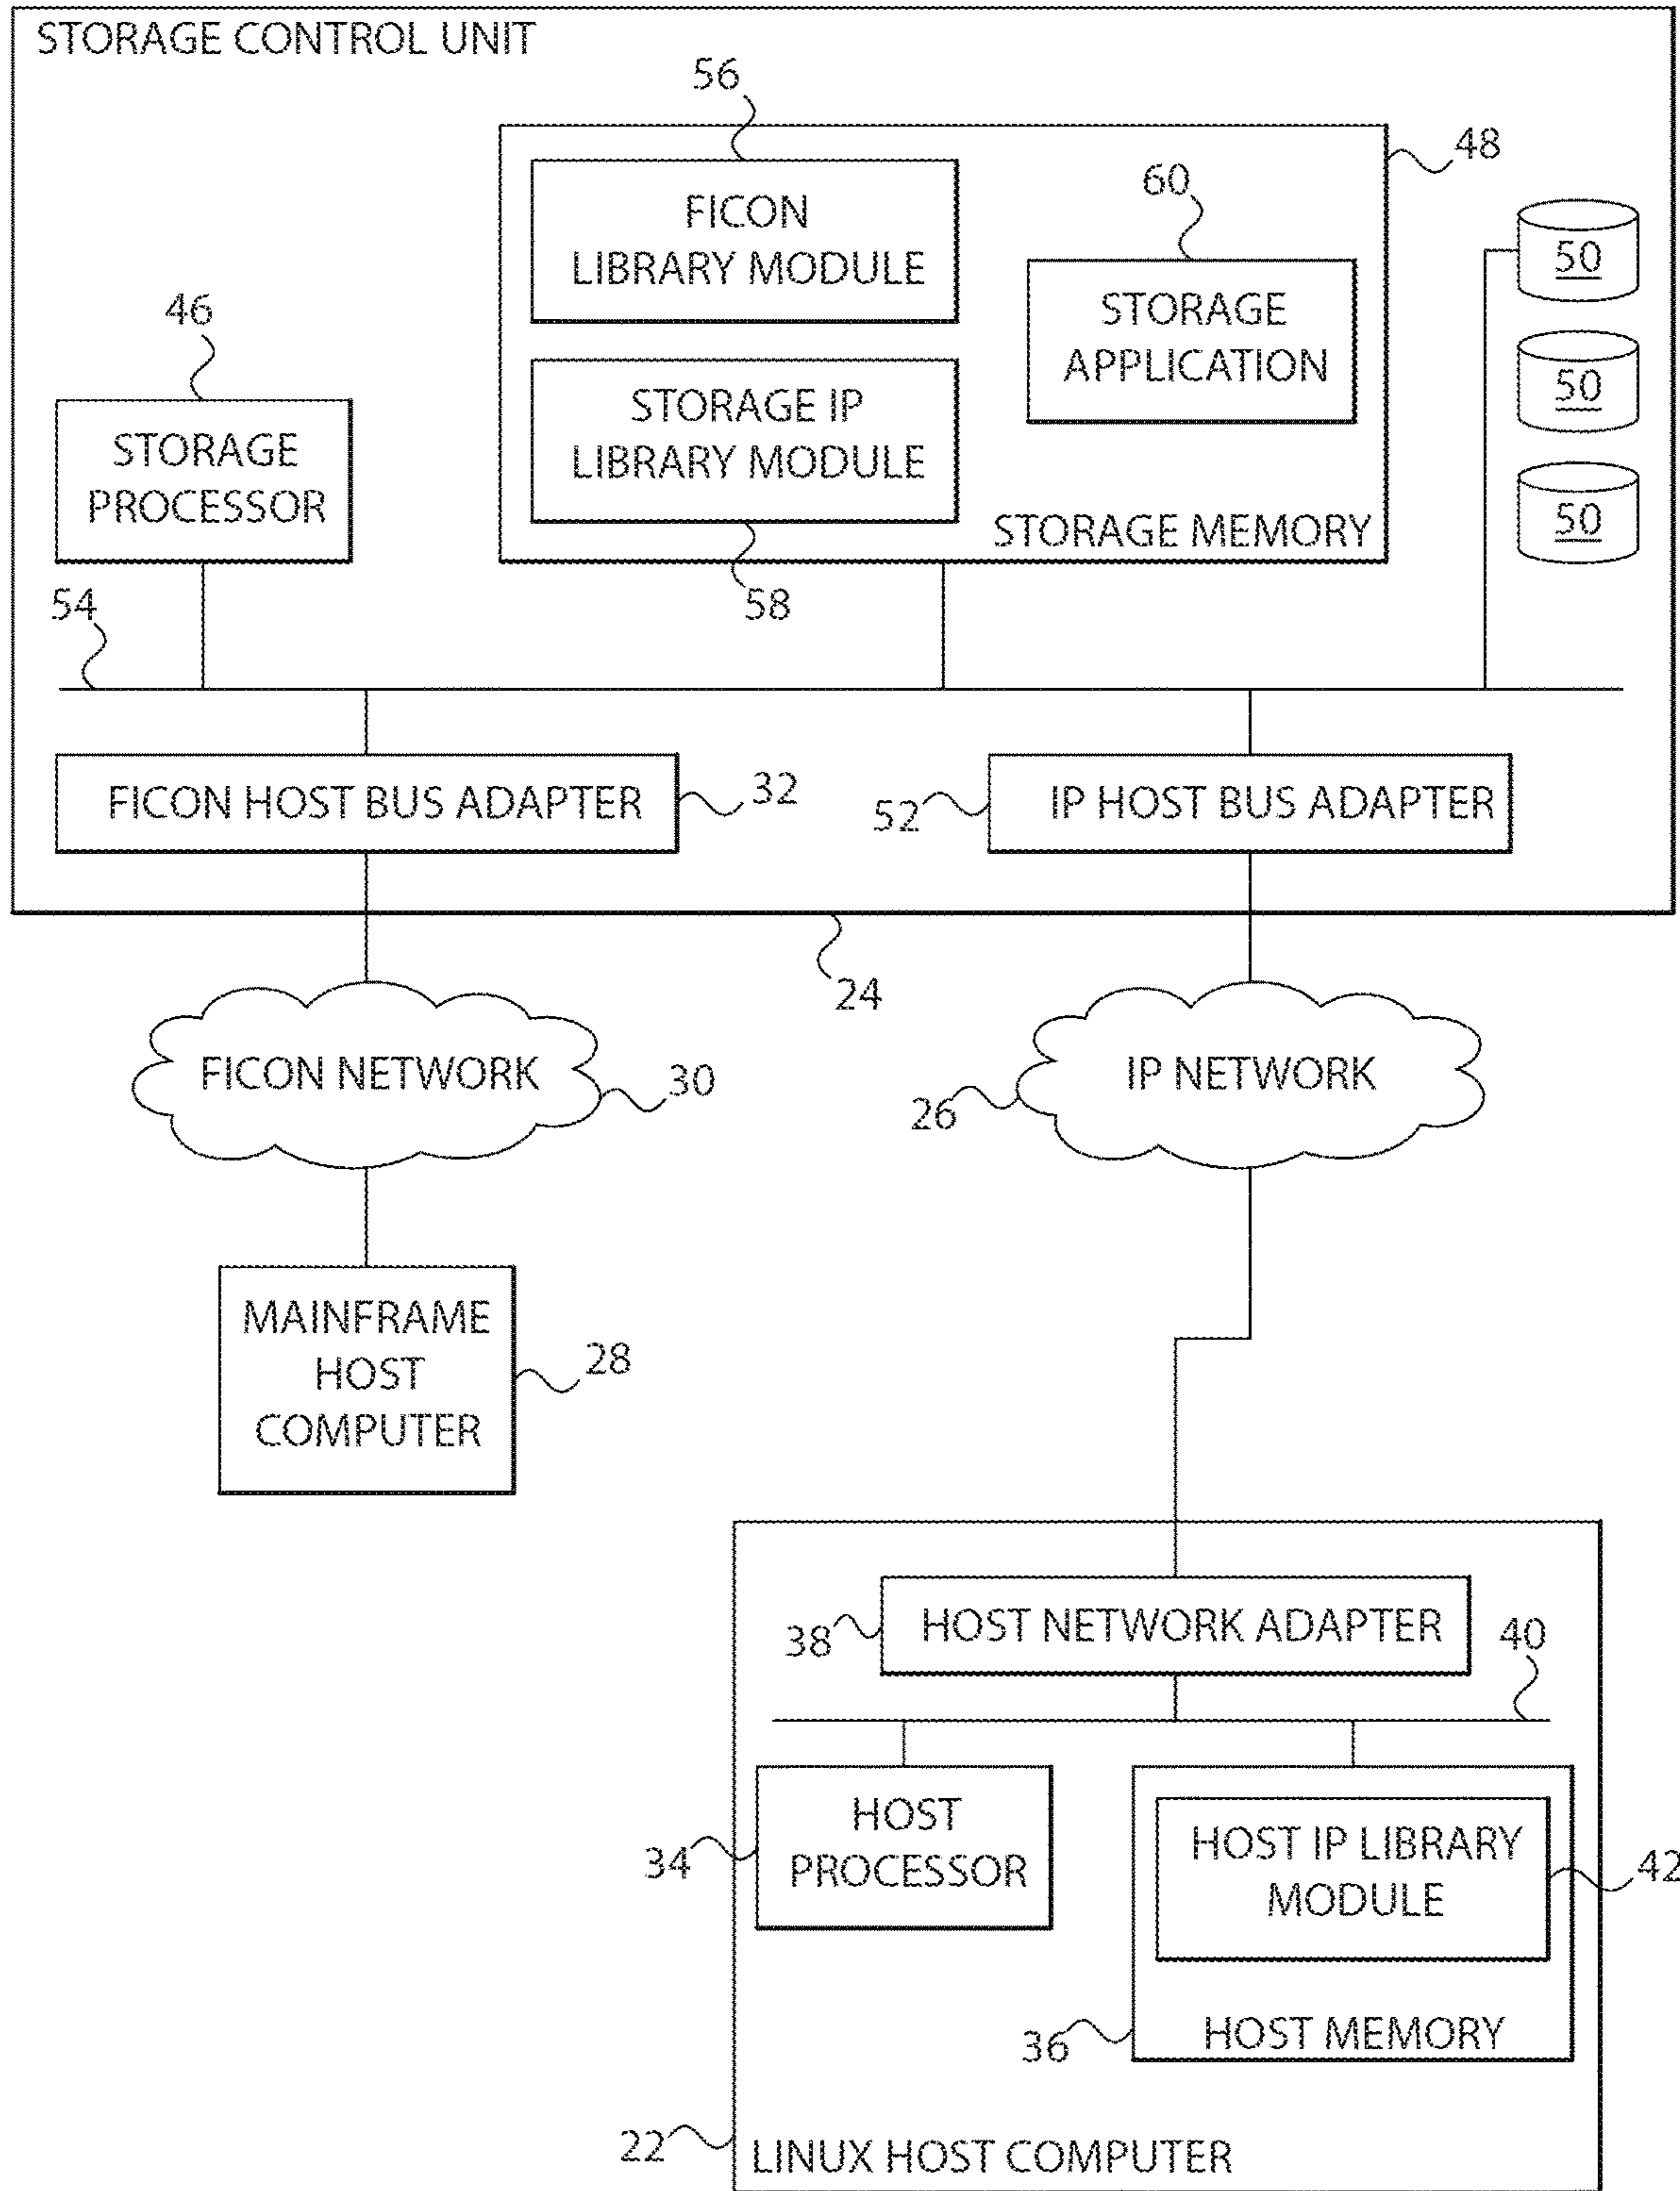 STORAGE CONTROL UNIT
56
48
FICON
LIBRARY MODULE
60
50
STORAGE
APPLICATION
46
STORAGE IP
LIBRARY MODULE
50
STORAGE
PROCESSOR
50
STORAGE MEMORY
54
58
FICON HOST BUS ADAPTER
32
52
IP HOST BUS ADAPTER
24
FICON NETWORK
30
IP NETWORK
26
MAINFRAME
HOST
COMPUTER
28
38
HOST NETWORK ADAPTER
40
HOST
PROCESSOR
34
HOST IP LIBRARY
MODULE
42
36
HOST MEMORY
22
LINUX HOST COMPUTER